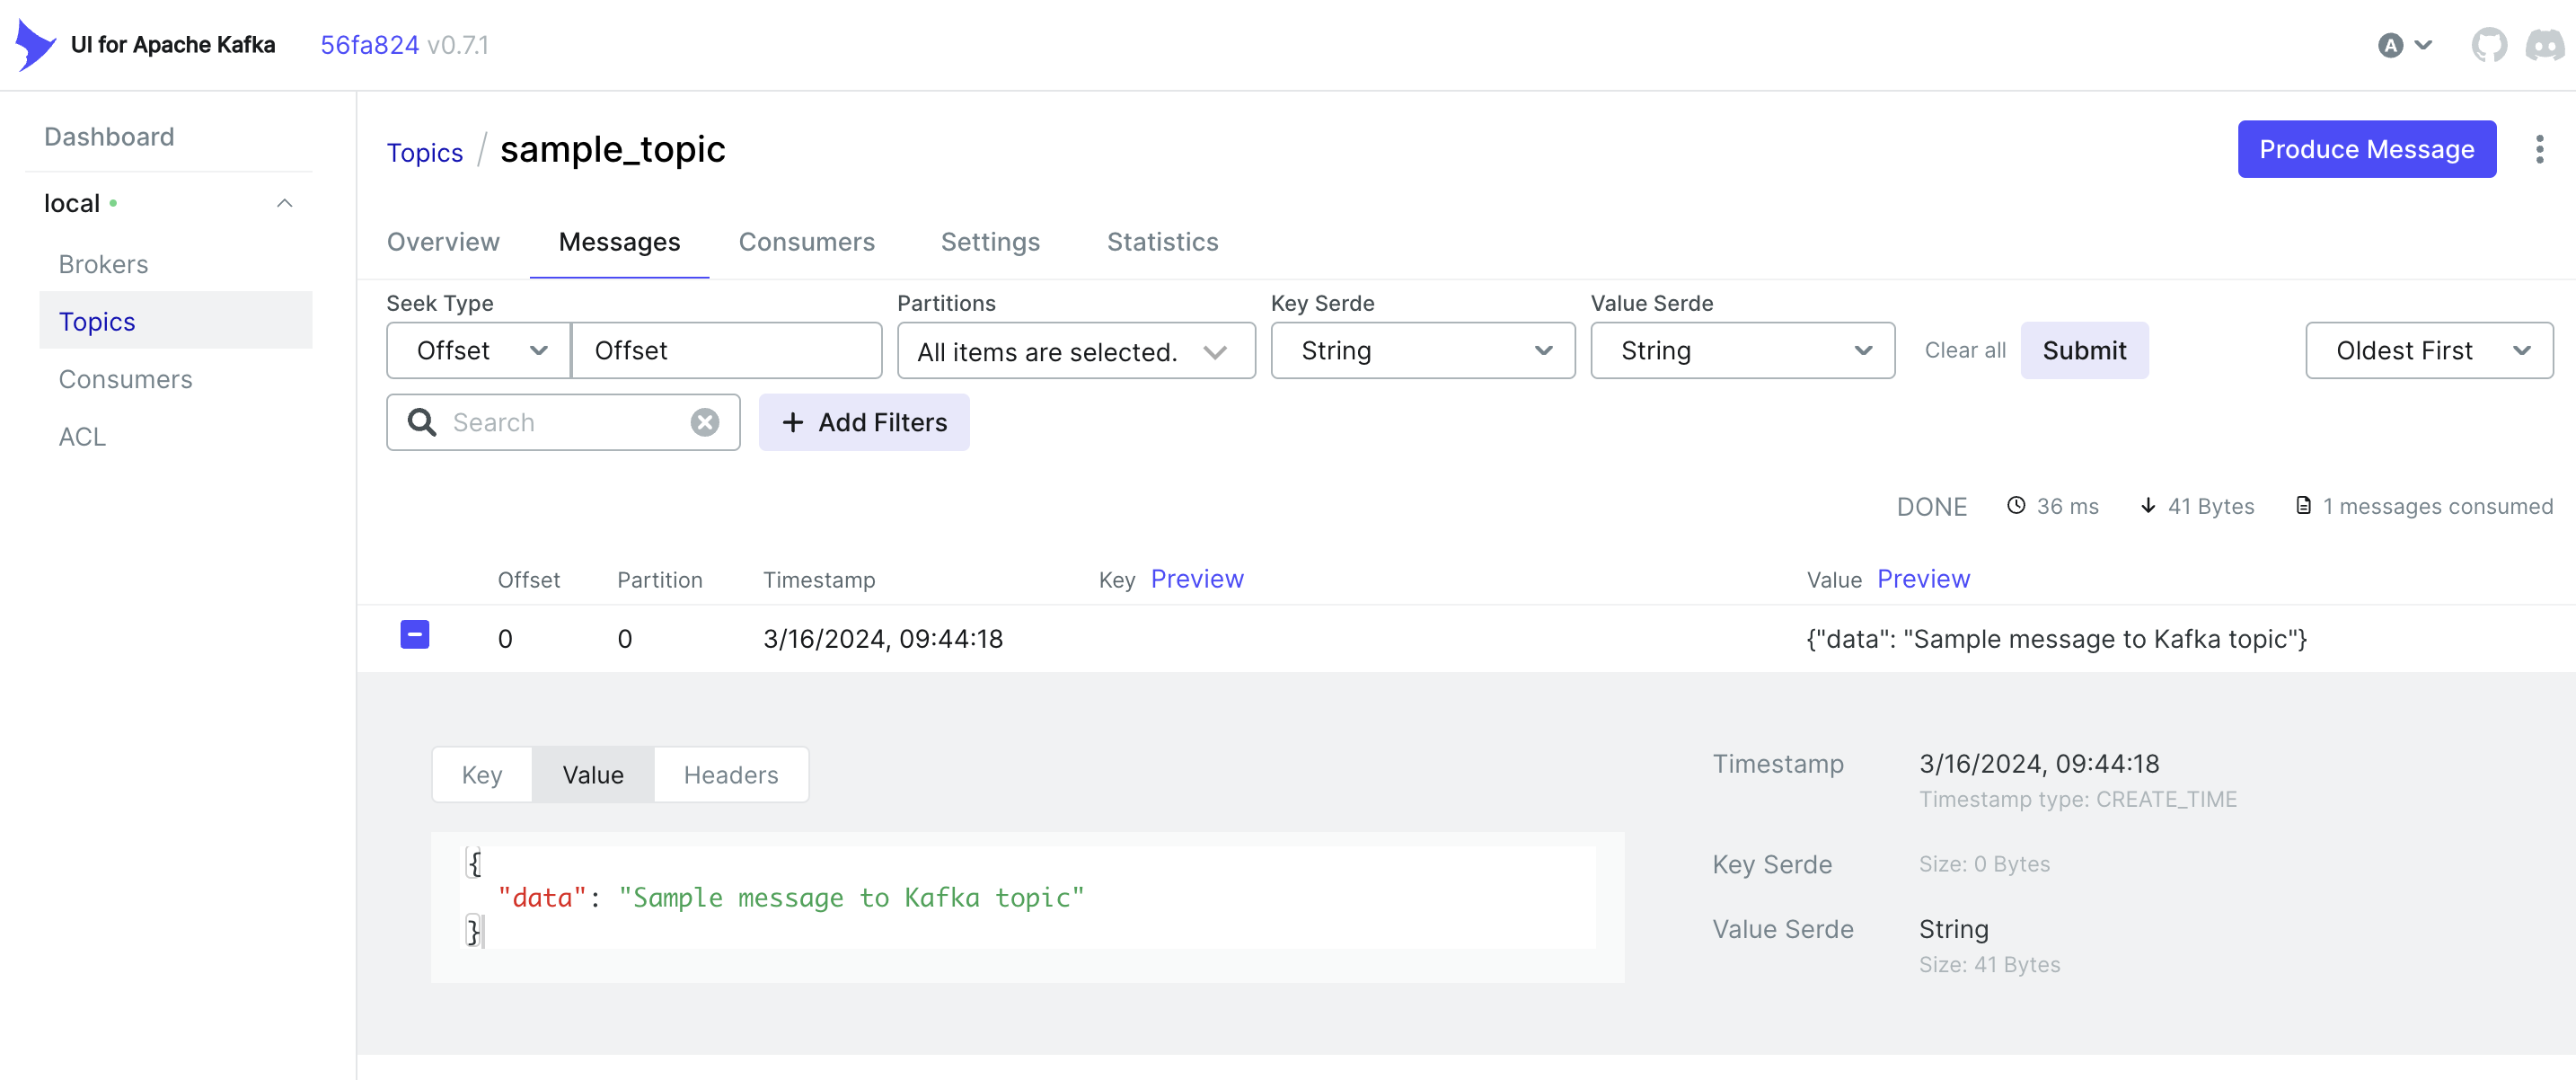 UI for Apache Kafka 56fa824 v0.7.1 A
Dashboard
local
Brokers
Topics
Consumers
ACL
Topics / sample_topic Produce Message
Overview Messages Consumers Settings Statistics
Seek Type Partitions Key Serde Value Serde
Offset Offset All items are selected. String String Clear all Submit Oldest First
Search + Add Filters
DONE 36 ms 41 Bytes 1 messages consumed
Offset Partition Timestamp Key Preview Value Preview
0 0 3/16/2024, 09:44:18 {"data": "Sample message to Kafka topic"}
Key Value Headers
{
"data": "Sample message to Kafka topic"
}
Timestamp 3/16/2024, 09:44:18
Timestamp type: CREATE_TIME
Key Serde Size: 0 Bytes
Value Serde String
Size: 41 Bytes